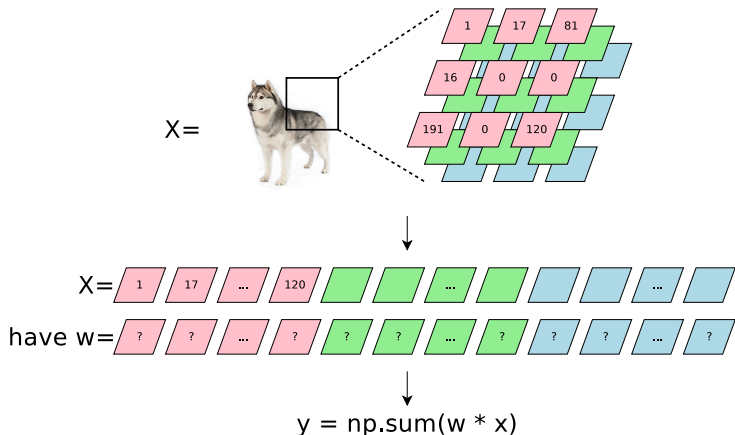 1 17 81
16 0 0
X=
191 0 120
X= 1 17 ... 120 ... ...
have w= ? ? ... ? ? ? ... ? ? ? ... ?
y = np.sum(w * x)